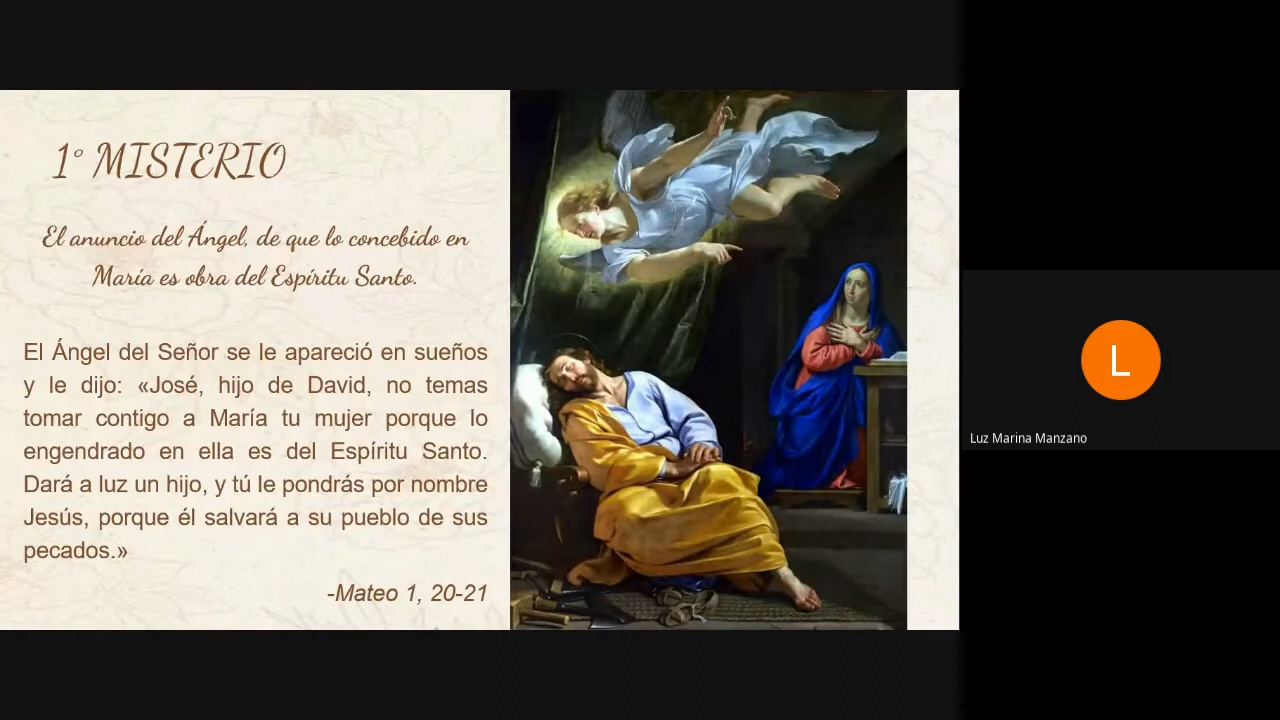 1° MISTERIO
El anuncio del Ángel, de que lo concebido en
María es obra del Espíritu Santo.
El Ángel del Señor se le apareció en sueños
y le dijo: «José, hijo de David, no temas
tomar contigo a María tu mujer porque lo
engendrado en ella es del Espíritu Santo.
Dará a luz un hijo, y tú le pondrás por nombre
Jesús, porque él salvará a su pueblo de sus
pecados.»
-Mateo 1, 20-21
L
Luz Marina Manzano